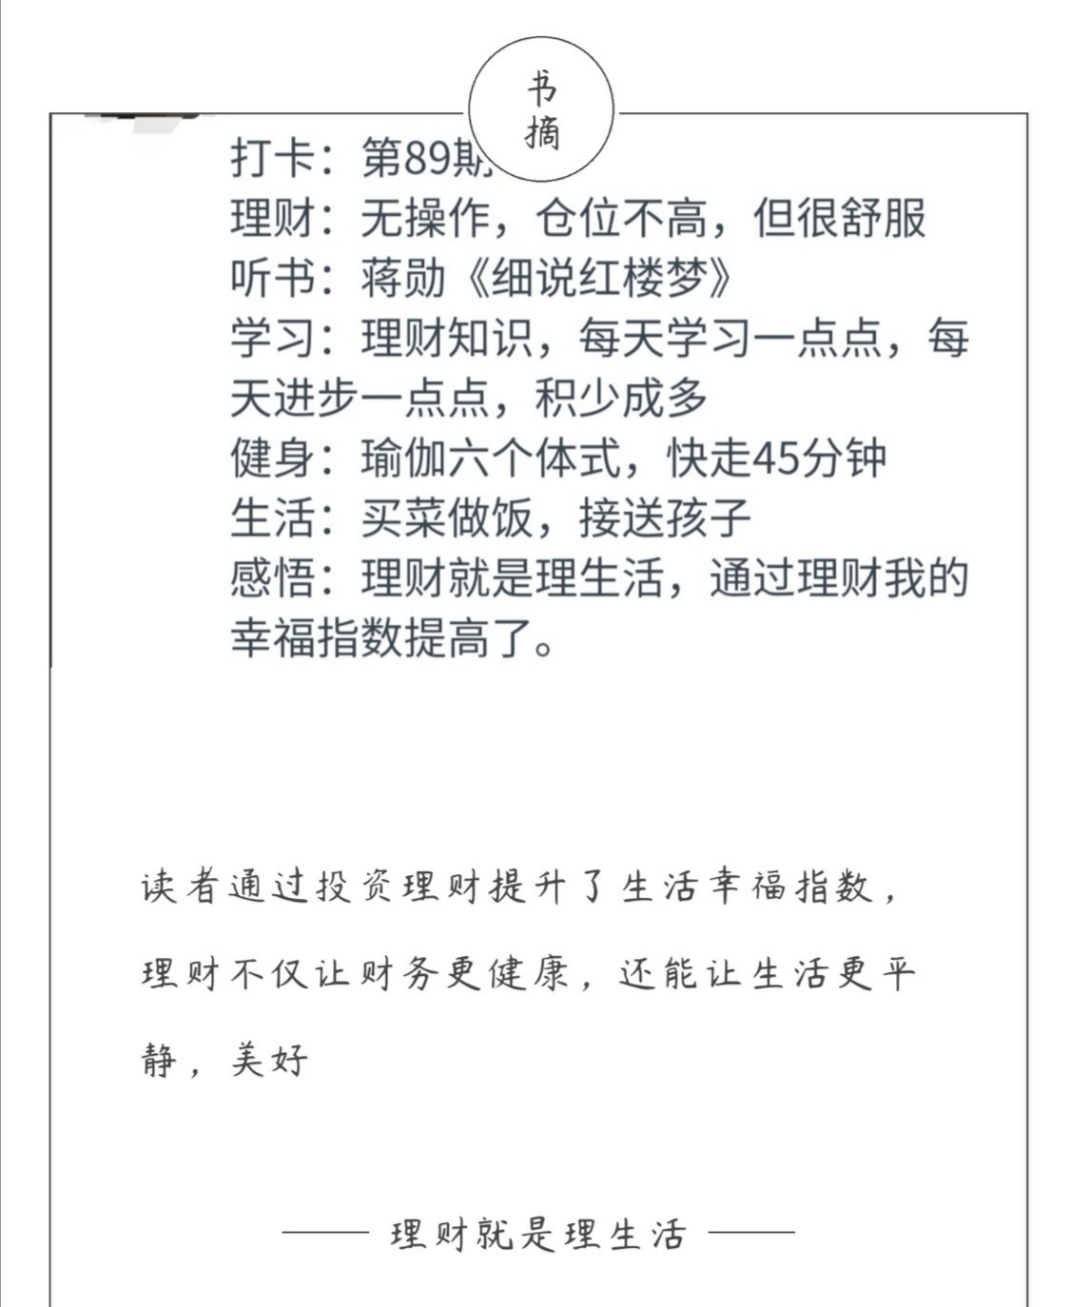 书
摘
打卡：第89期
理财：无操作，仓位不高，但很舒服
听书：蒋勋《细说红楼梦》
学习：理财知识，每天学习一点点，每
天进步一点点，积少成多
健身：瑜伽六个体式，快走45分钟
生活：买菜做饭，接送孩子
感悟：理财就是理生活，通过理财我的
幸福指数提高了。
读者通过投资理财提升了生活幸福指数，
理财不仅让财务更健康，还能让生活更平
静，美好
理财就是理生活